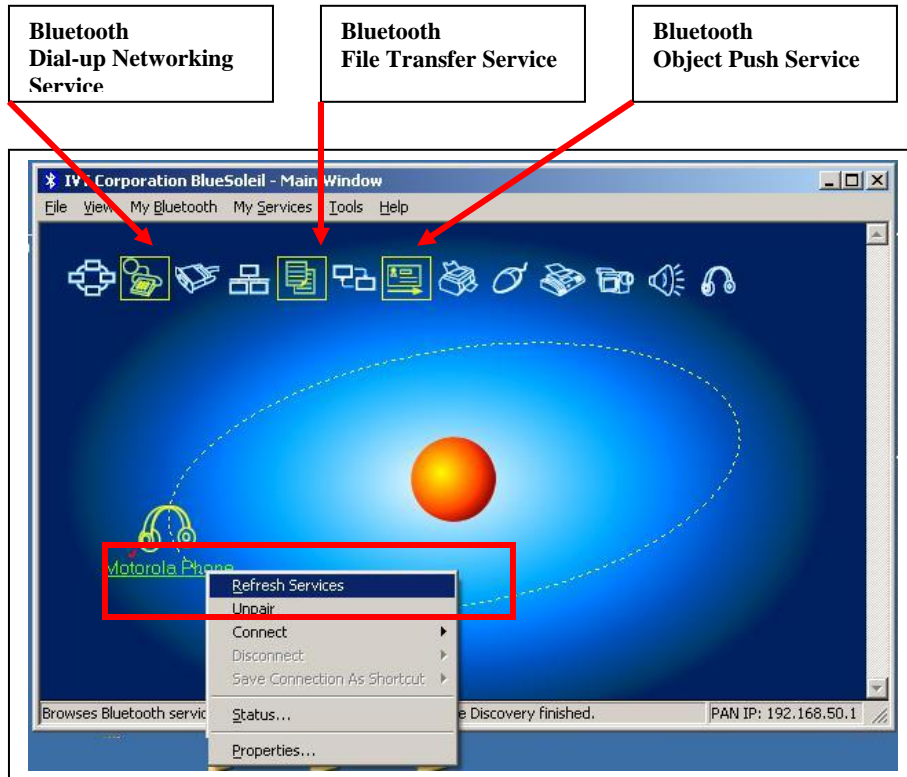 Bluetooth
Dial-up Networking
Service
Bluetooth
File Transfer Service
Bluetooth
Object Push Service
IVT Corporation BlueSoleil - Main Window
File View My Bluetooth My Services Tools Help
Motorola Phone
Refresh Services
Unpair
Connect
Disconnect
Save Connection As Shortcut
Status...
Properties...
Browses Bluetooth servic
e Discovery finished.
PAN IP: 192.168.50.1